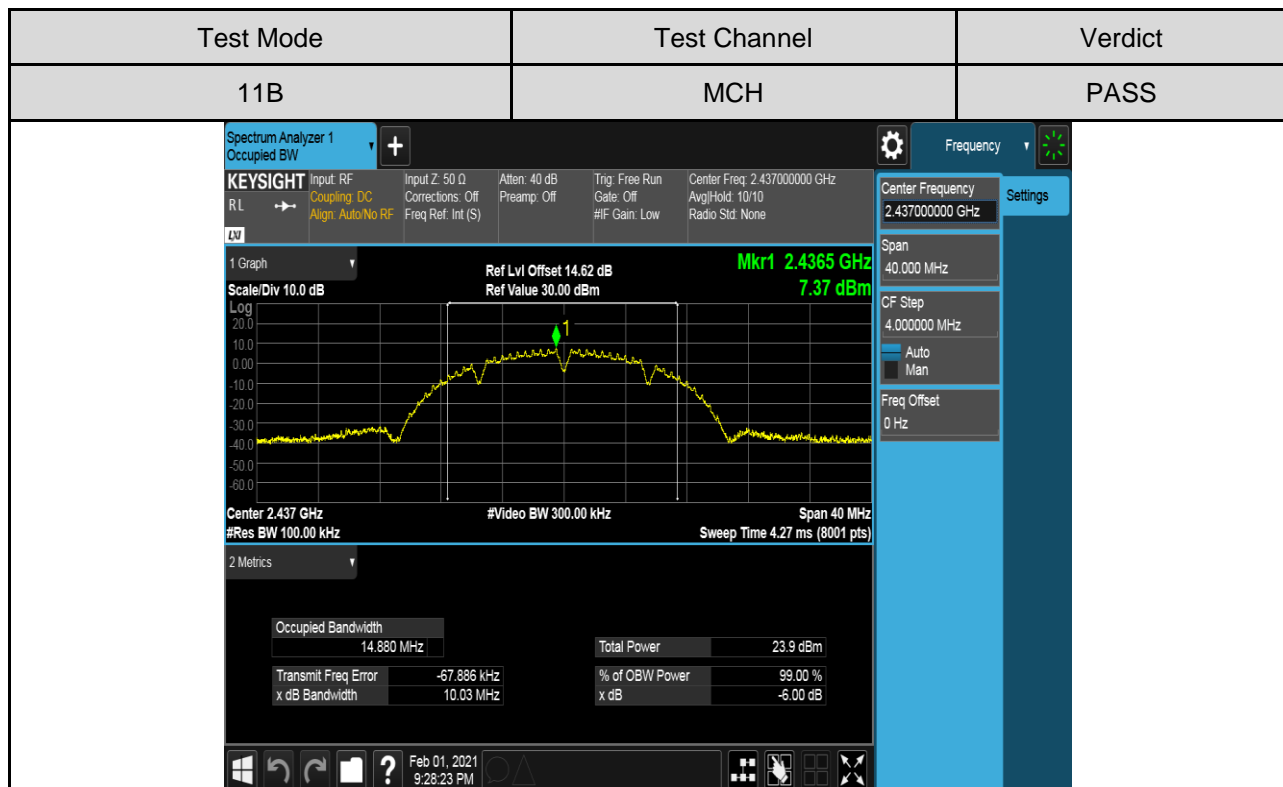 Test Mode Test Channel Verdict
11B MCH PASS
Spectrum Analyzer 1
Occupied BW
+
Frequency
KEYSIGHT Input: RF Input Z: 50 Ω Atten: 40 dB Trig: Free Run Center Freq: 2.437000000 GHz
RL Coupling: DC Corrections: Off Preamp: Off Gate: Off Avg|Hold: 10/10
Align: Auto/No RF Freq Ref: Int (S) #IF Gain: Low Radio Std: None
LXI
Center Frequency
2.437000000 GHz
Settings
Span
40.000 MHz
CF Step
4.000000 MHz
Auto
Man
Freq Offset
0 Hz
1 Graph
Ref Lvl Offset 14.62 dB
Mkr1 2.4365 GHz
Scale/Div 10.0 dB
Ref Value 30.00 dBm
7.37 dBm
Log
20.0
10.0
0.00
-10.0
-20.0
-30.0
-40.0
-50.0
-60.0
1
Center 2.437 GHz #Video BW 300.00 kHz Span 40 MHz
#Res BW 100.00 kHz Sweep Time 4.27 ms (8001 pts)
2 Metrics
Occupied Bandwidth
14.880 MHz
Total Power 23.9 dBm
Transmit Freq Error -67.886 kHz
% of OBW Power 99.00 %
x dB Bandwidth 10.03 MHz
x dB -6.00 dB
?
Feb 01, 2021
9:28:23 PM